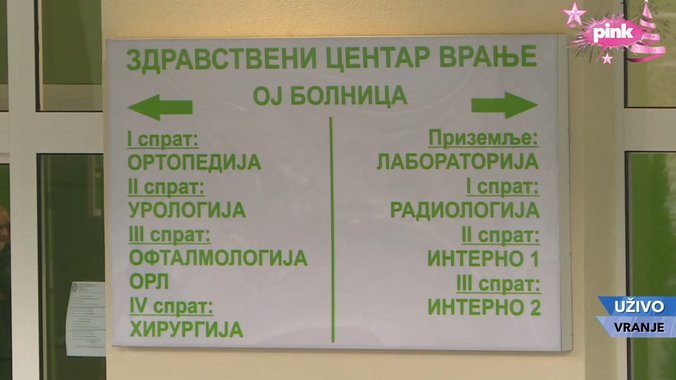 ЗДРАВСТВЕНИ ЦЕНТАР ВРАЊЕ
ОЈ БОЛНИЦА
I спрат:
ОРТОПЕДИЈА
II спрат:
УРОЛОГИЈА
III спрат:
ОФТАЛМОЛОГИЈА
ОРЛ
IV спрат:
ХИРУРГИЈА
Приземље:
ЛАБОРАТОРИЈА
I спрат:
РАДИОЛОГИЈА
II спрат:
ИНТЕРНО 1
III спрат:
ИНТЕРНО 2
pink
UŽIVO
VRANJE